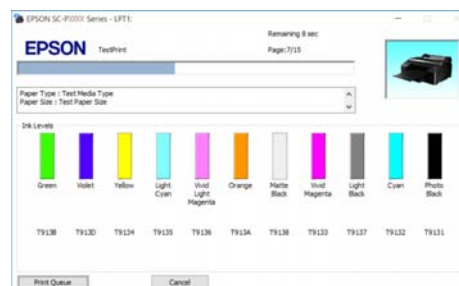 EPSON SC-PXXXX Series - LPT1:
EPSON
TestPrint
Remaining 8 sec
Page:7/15
Paper Type : Test Media Type
Paper Size : Test Paper Size
Ink Levels
Green
Violet
Yellow
Light Cyan
Vivid Light Magenta
Orange
Matte Black
Vivid Magenta
Light Black
Cyan
Photo Black
T913B
T913D
T9134
T9135
T9136
T913A
T9138
T9133
T9137
T9132
T9131
Print Queue
Cancel